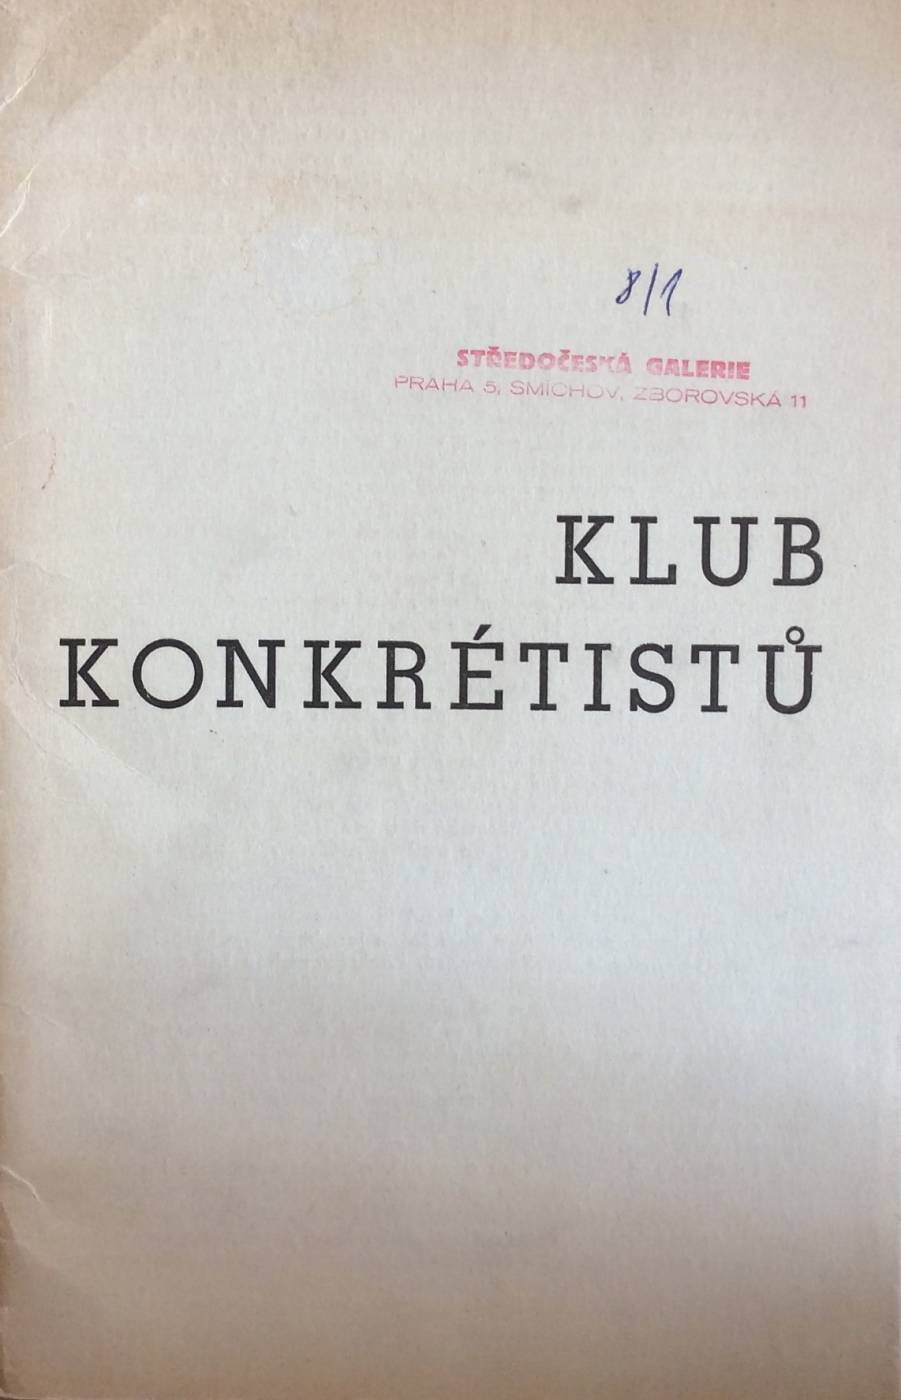 8/1
STŘEDOČESKÁ GALERIE
PRAHA 5, SMÍCHOV, ZBOROVSKÁ 11
KLUB
KONKRÉTISTŮ